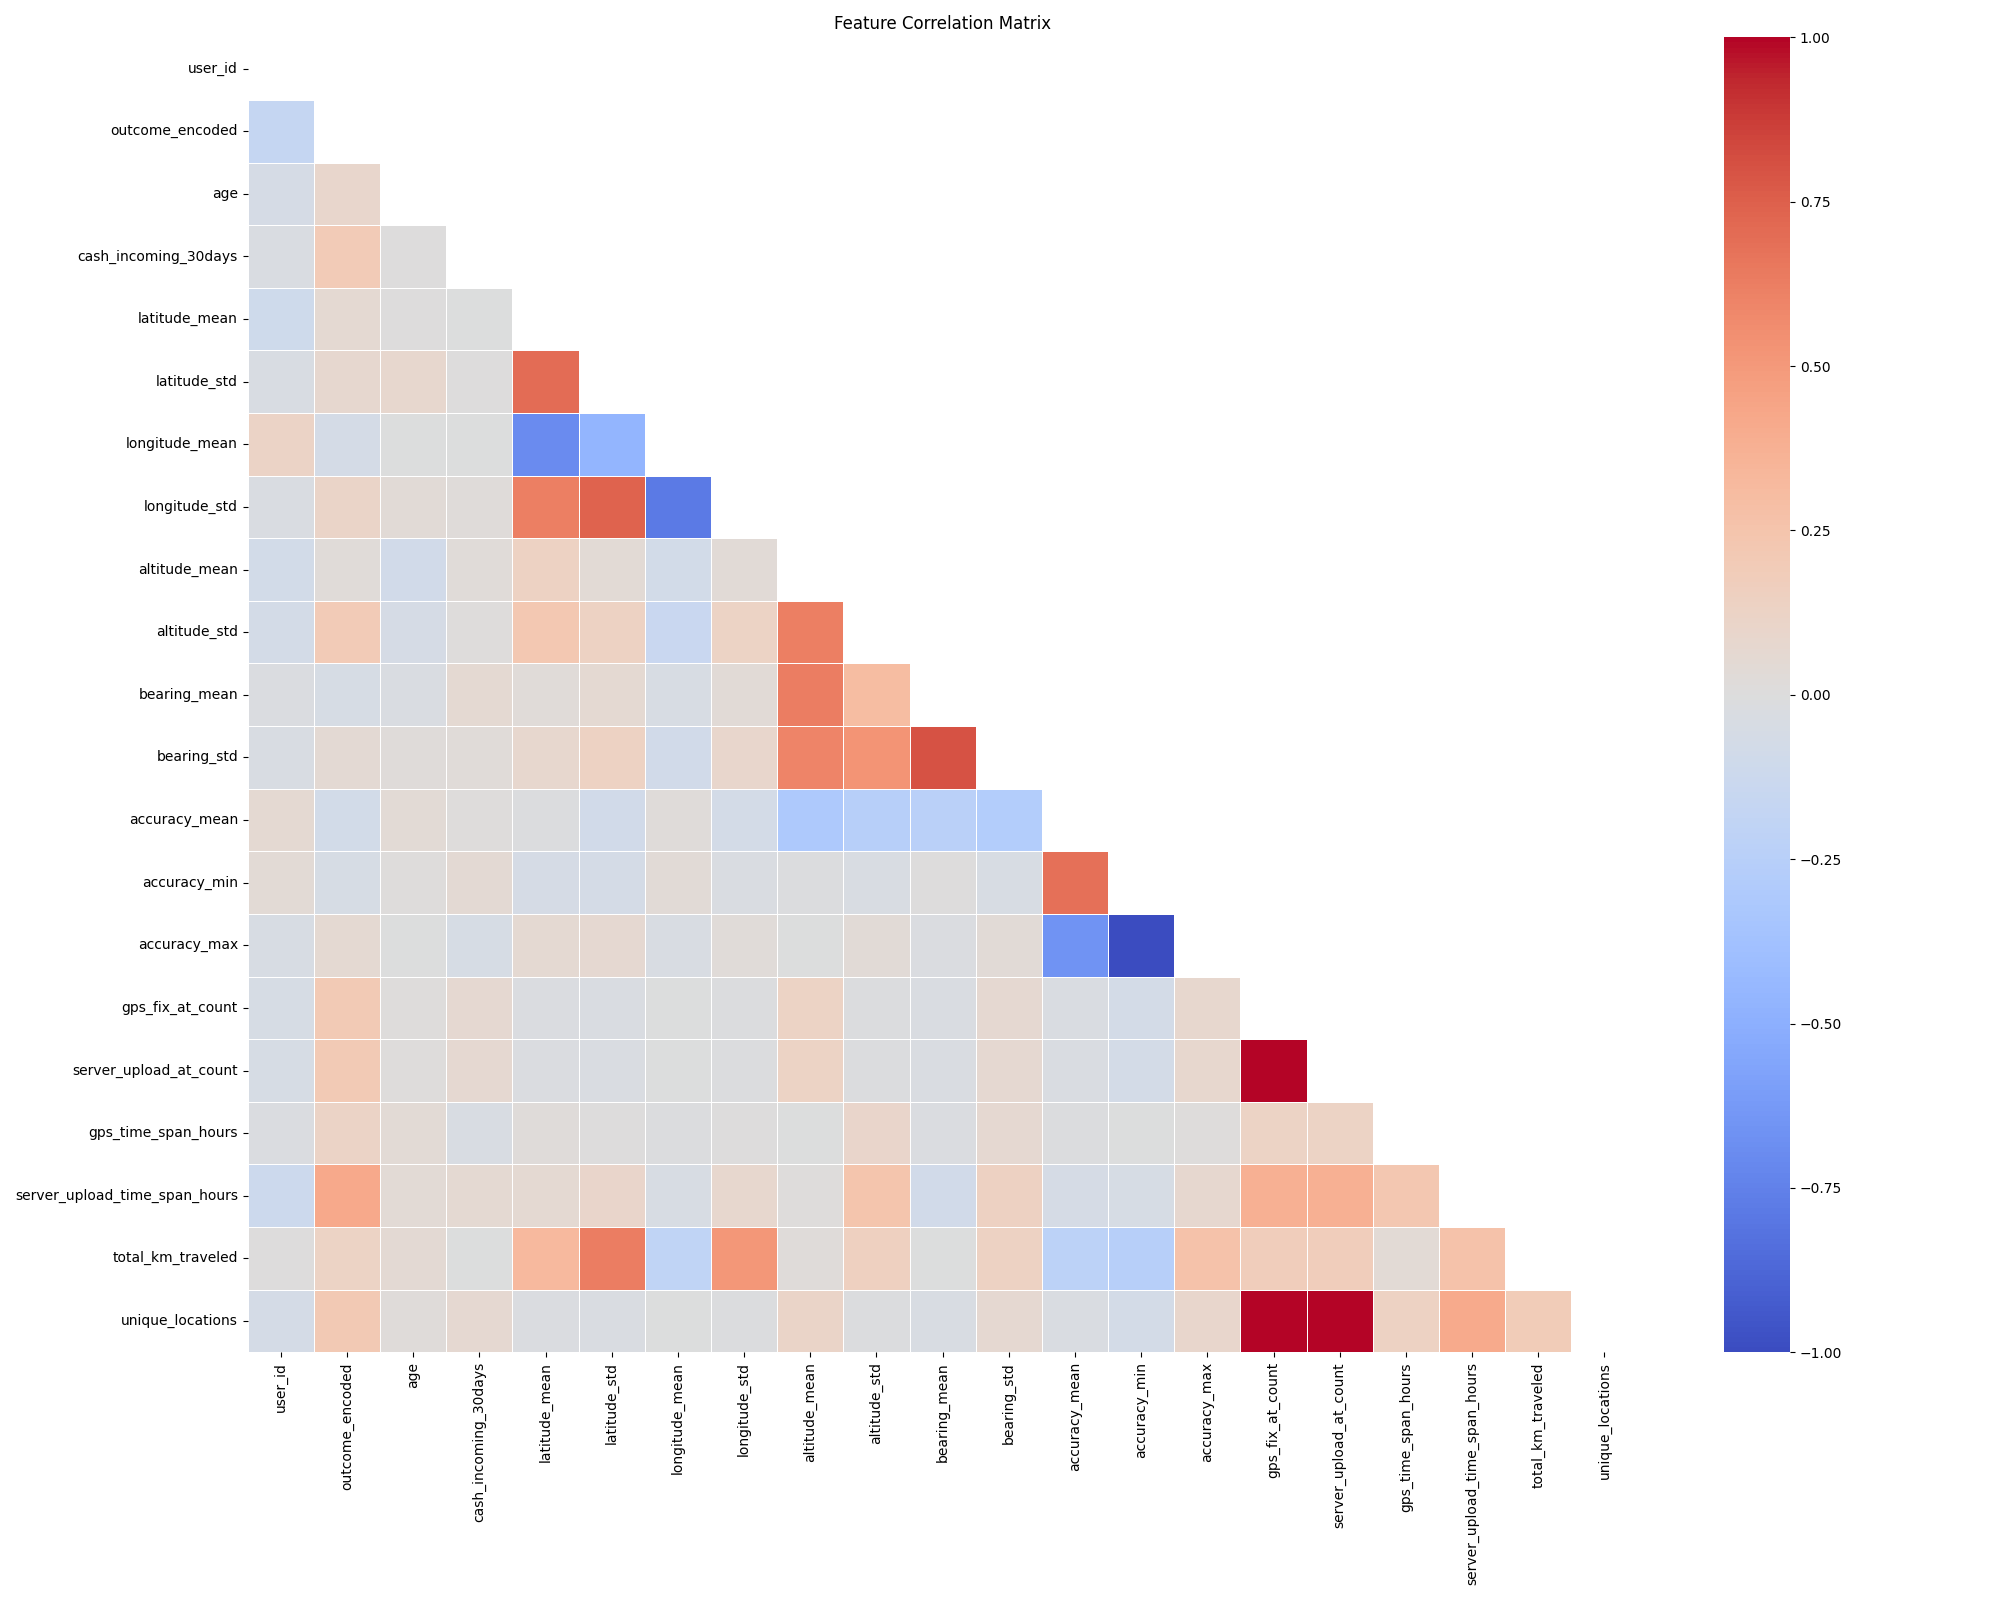 Feature Correlation Matrix
user_id
outcome_encoded
age
cash_incoming_30days
latitude_mean
latitude_std
longitude_mean
longitude_std
altitude_mean
altitude_std
bearing_mean
bearing_std
accuracy_mean
accuracy_min
accuracy_max
gps_fix_at_count
server_upload_at_count
gps_time_span_hours
server_upload_time_span_hours
total_km_traveled
unique_locations
user_id
outcome_encoded
age
cash_incoming_30days
latitude_mean
latitude_std
longitude_mean
longitude_std
altitude_mean
altitude_std
bearing_mean
bearing_std
accuracy_mean
accuracy_min
accuracy_max
gps_fix_at_count
server_upload_at_count
gps_time_span_hours
server_upload_time_span_hours
total_km_traveled
unique_locations
1.00
0.75
0.50
0.25
0.00
−0.25
−0.50
−0.75
−1.00